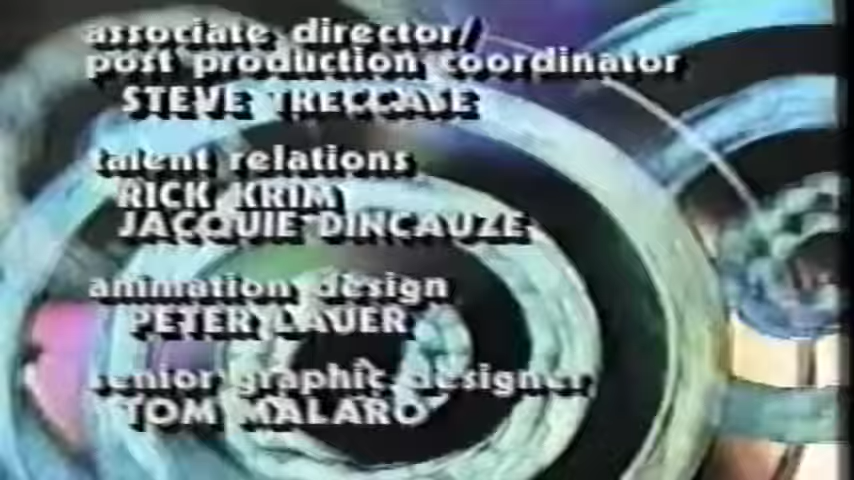 associate director/
post production coordinator
STEVE TRECCASE
talent relations
RICK KRIM
JACQUIE DINCAUZE
animation design
PETER LAUER
senior graphic designer
TOM MALARO